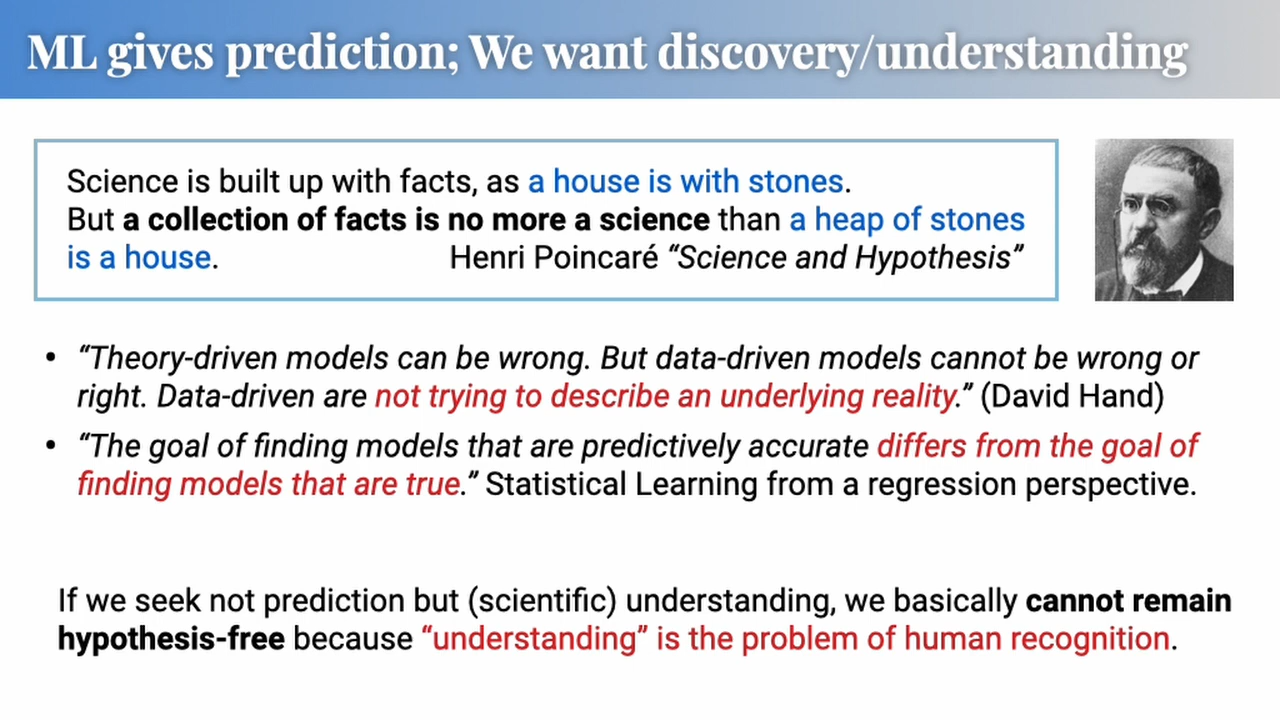 ML gives prediction; We want discovery/understanding
Science is built up with facts, as a house is with stones.
But a collection of facts is no more a science than a heap of stones
is a house. Henri Poincaré “Science and Hypothesis”
• “Theory-driven models can be wrong. But data-driven models cannot be wrong or
right. Data-driven are not trying to describe an underlying reality.” (David Hand)
• “The goal of finding models that are predictively accurate differs from the goal of
finding models that are true.” Statistical Learning from a regression perspective.
If we seek not prediction but (scientific) understanding, we basically cannot remain
hypothesis-free because “understanding” is the problem of human recognition.